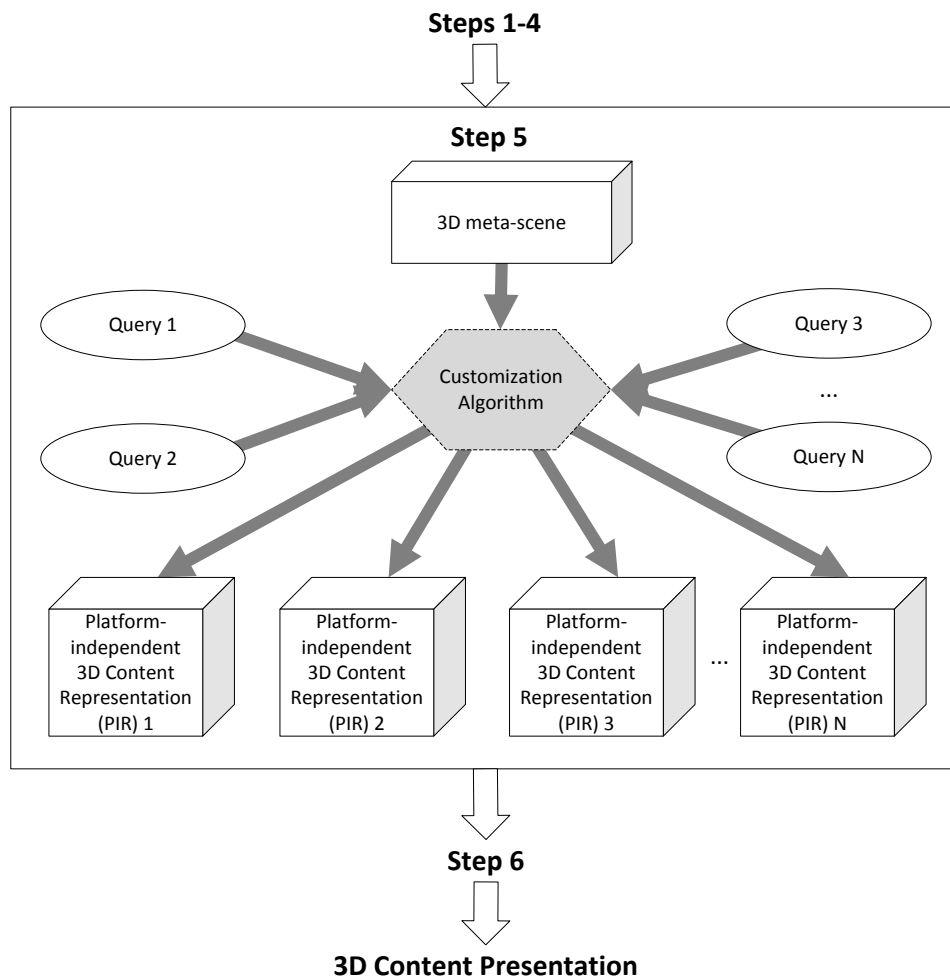 Steps 1-4
Step 5
3D meta-scene
Query 1
Query 3
Customization
Algorithm
...
Query 2
Query N
Platform-
independent
3D Content
Representation
(PIR) 1
Platform-
independent
3D Content
Representation
(PIR) 2
Platform-
independent
3D Content
Representation
(PIR) 3
...
Platform-
independent
3D Content
Representation
(PIR) N
Step 6
3D Content Presentation